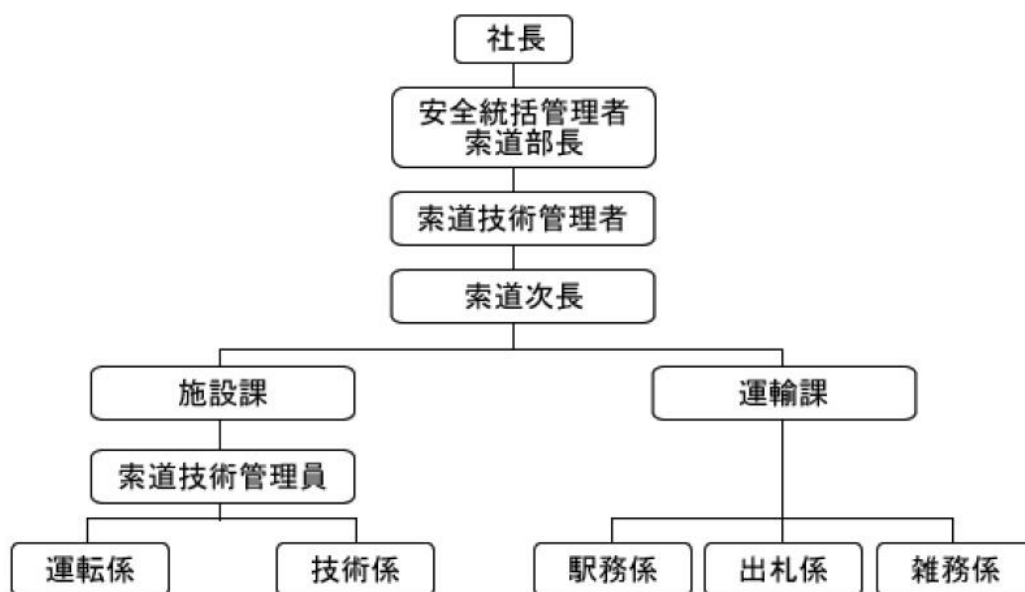 社長
安全統括管理者
索道部長
索道技術管理者
索道次長
施設課
運輸課
索道技術管理員
運転係
技術係
駅務係
出札係
雑務係